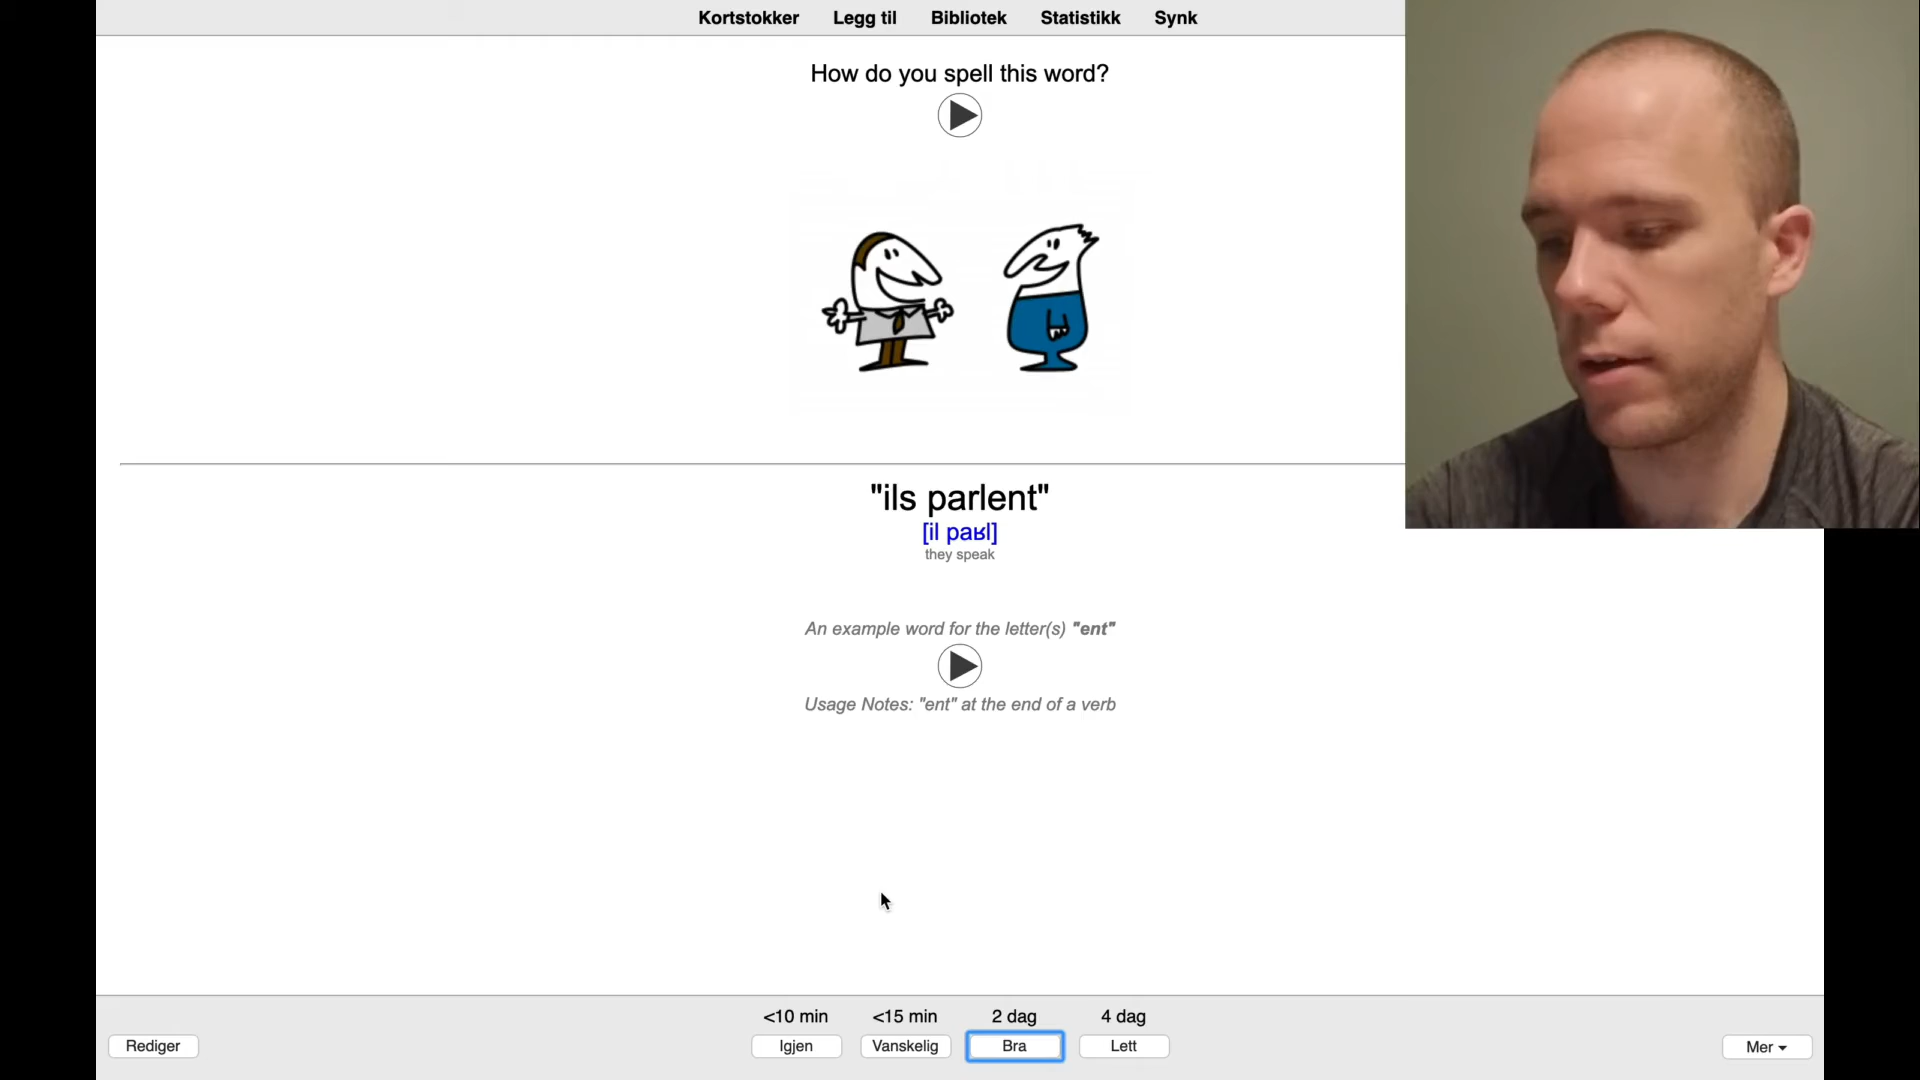 Kortstokker Legg til Bibliotek Statistikk Synk
How do you spell this word?
"ils parlent"
[il paʁl]
they speak
An example word for the letter(s) "ent"
Usage Notes: "ent" at the end of a verb
<10 min <15 min 2 dag 4 dag
Rediger Igjen Vanskelig Bra Lett Mer